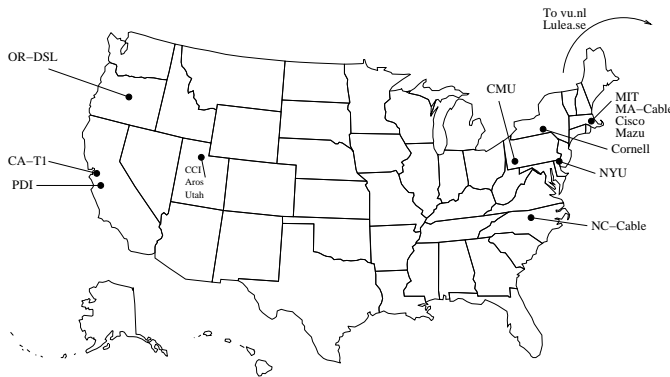 To vu.nl
Lulea.se
OR−DSL
CMU
MIT
MA−Cable
Cisco
Mazu
Cornell
CA−T1
PDI
CCI
Aros
Utah
NYU
NC−Cable